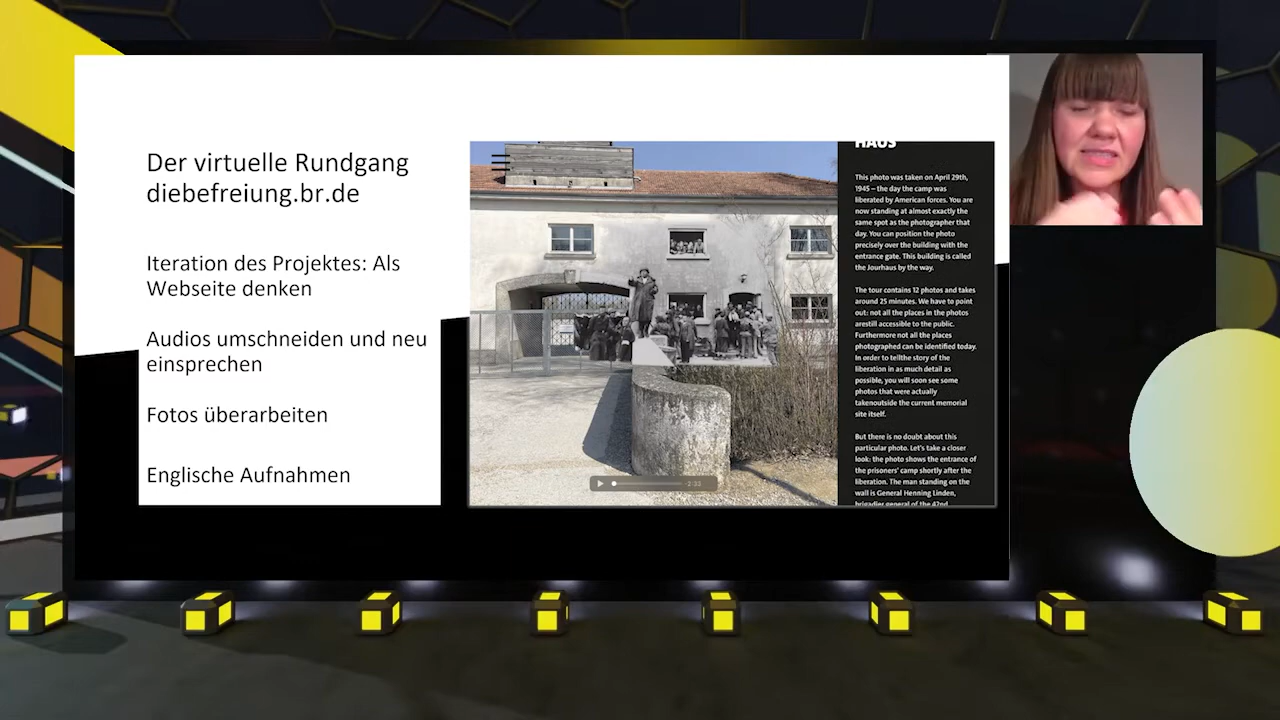 Der virtuelle Rundgang
diebefreiung.br.de
Iteration des Projektes: Als
Webseite denken
Audios umschneiden und neu
einsprechen
Fotos überarbeiten
Englische Aufnahmen
HAUS
This photo was taken on April 29th,
1945 – the day the camp was
liberated by American forces. You are
now standing at almost exactly the
same spot as the photographer that
day. You can position the photo
precisely over the building with the
entrance gate. This building is called
the Jourhaus by the way.
The tour contains 12 photos and takes
around 25 minutes. We have to point
out: not all the places in the photos
arestill accessible to the public.
Furthermore not all the places
photographed can be identified today.
In order to tellthe story of the
liberation in as much detail as
possible, you will soon see some
photos that were actually
takenoutside the current memorial
site itself.
But there is no doubt about this
particular photo. Let's take a closer
look: the photo shows the entrance of
the prisoners' camp shortly after the
liberation. The man standing on the
wall is General Henning Linden,
brigadier general of the 42nd
-2:33